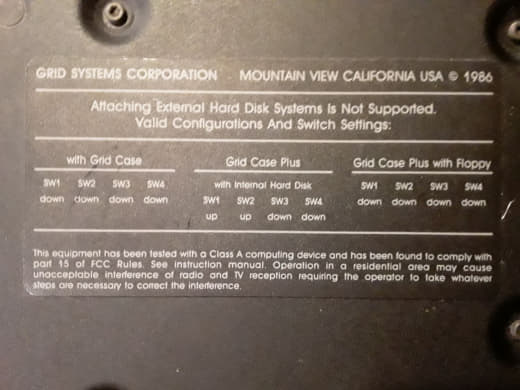 GRID SYSTEMS CORPORATION MOUNTAIN VIEW CALIFORNIA USA © 1986
Attaching External Hard Disk Systems Is Not Supported.
Valid Configurations And Switch Settings:
with Grid Case
SW1 SW2 SW3 SW4
down down down down
Grid Case Plus
with Internal Hard Disk
SW1 SW2 SW3 SW4
up up down down
Grid Case Plus with Floppy
SW1 SW2 SW3 SW4
down down down down
This equipment has been tested with a Class A computing device and has been found to comply with
part 15 of FCC Rules. See instruction manual. Operation in a residential area may cause
unacceptable interference of radio and TV reception requiring the operator to take whatever
steps are necessary to correct the interference.